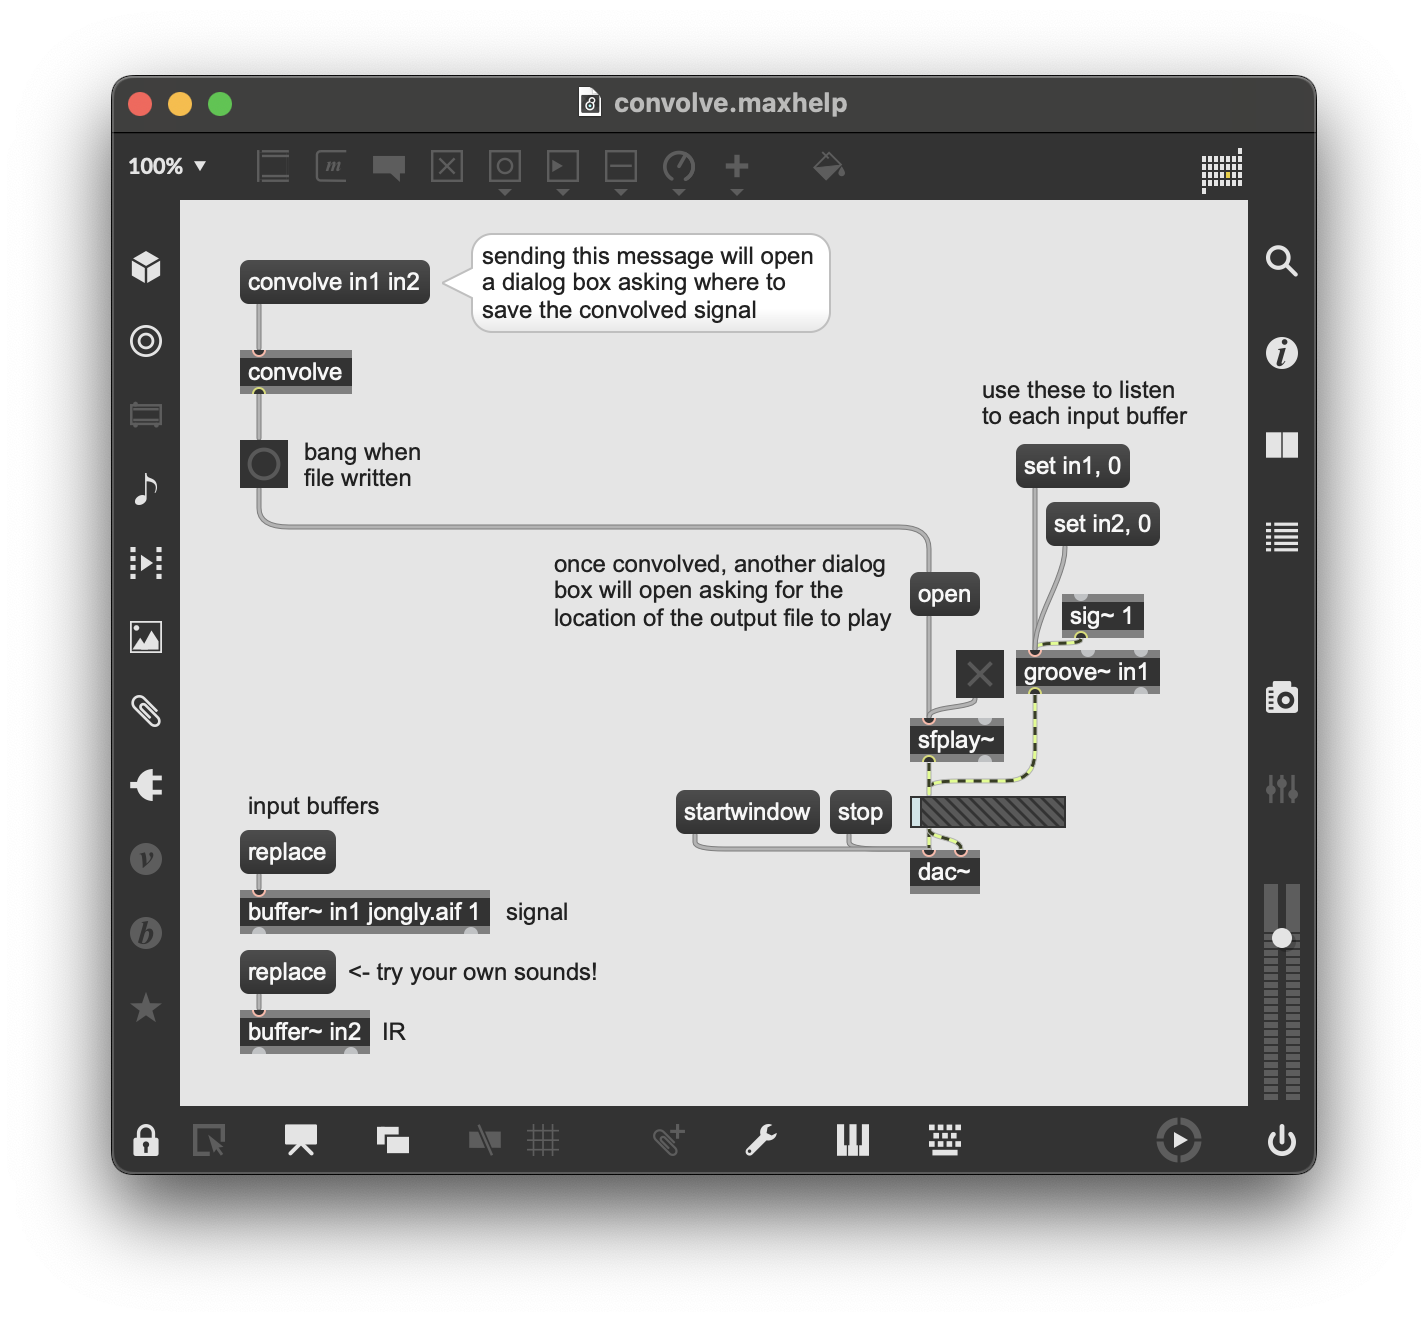 convolve.maxhelp
100%
convolve in1 in2
sending this message will open
a dialog box asking where to
save the convolved signal
convolve
bang when
file written
use these to listen
to each input buffer
set in1, 0
set in2, 0
once convolved, another dialog
box will open asking for the
location of the output file to play
open
sig~ 1
groove~ in1
sfplay~
startwindow
stop
dac~
input buffers
replace
buffer~ in1 jongly.aif 1
signal
replace
<- try your own sounds!
buffer~ in2
IR